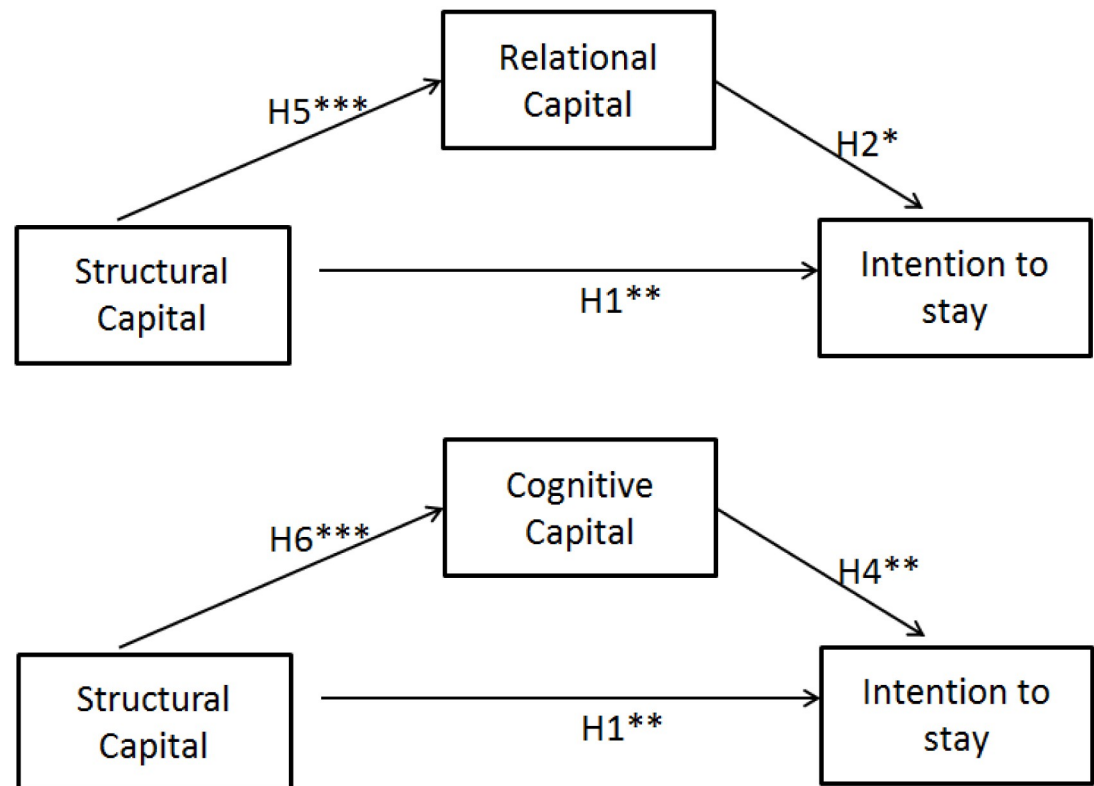 Relational
Capital
H5***
H2*
Structural
Capital
H1**
Intention to
stay
Cognitive
Capital
H6***
H4**
Structural
Capital
H1**
Intention to
stay